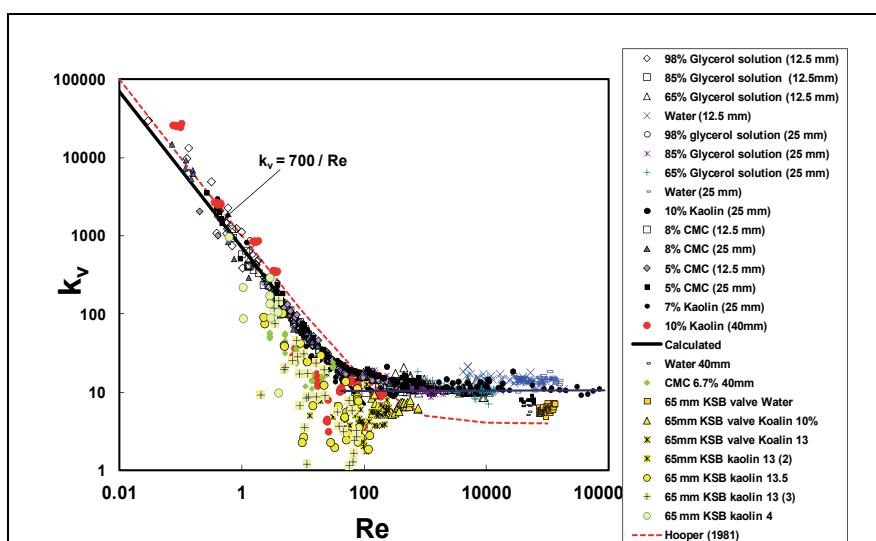 100000
10000
1000
100
10
1
k_v
k_v = 700 / Re
0.01
1
100
10000
100000
Re
98% Glycerol solution (12.5 mm)
85% Glycerol solution (12.5mm)
65% Glycerol solution (12.5 mm)
Water (12.5 mm)
98% glycerol solution (25 mm)
85% Glycerol solution (25 mm)
65% Glycerol solution (25 mm)
Water (25 mm)
10% Kaolin (25 mm)
8% CMC (12.5 mm)
8% CMC (25 mm)
5% CMC (12.5 mm)
5% CMC (25 mm)
7% Kaolin (25 mm)
10% Kaolin (40mm)
Calculated
Water 40mm
CMC 6.7% 40mm
65 mm KSB valve Water
65mm KSB valve Koalin 10%
65mm KSB valve Koalin 13
65mm KSB kaolin 13 (2)
65 mm KSB kaolin 13.5
65 mm KSB kaolin 13 (3)
65 mm KSB kaolin 4
Hooper (1981)